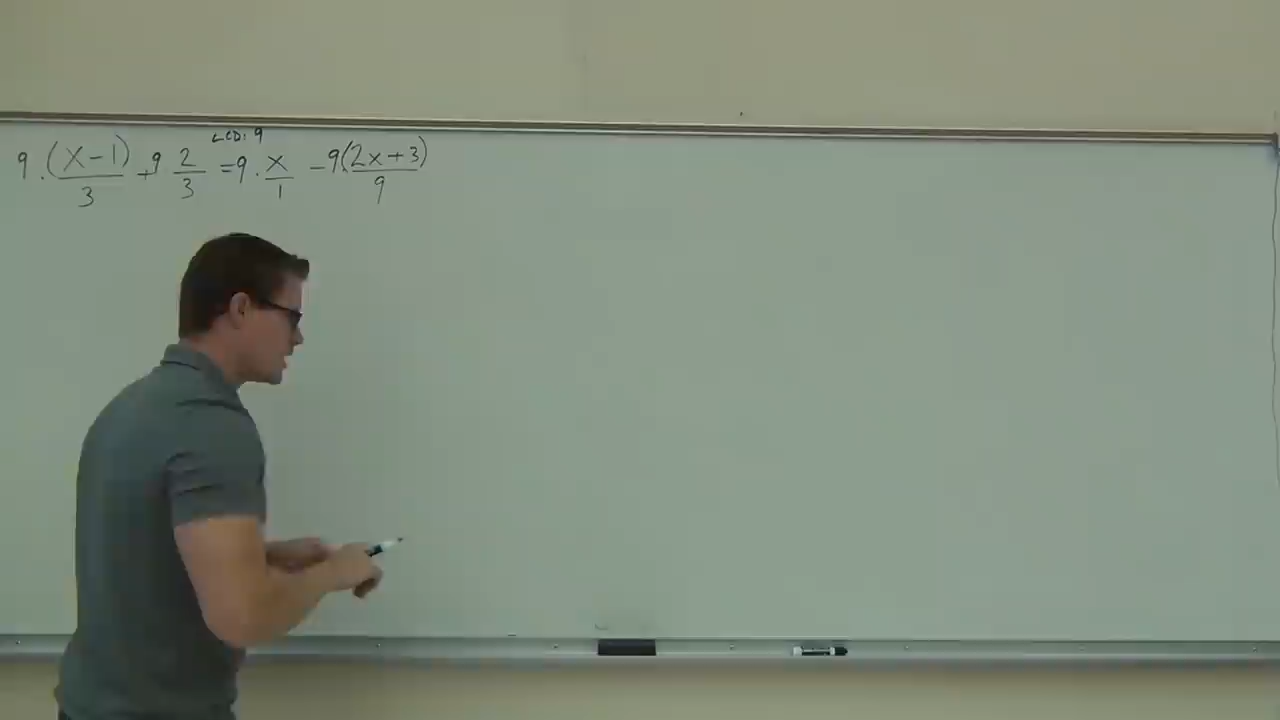 LCD: 9
9 · (x-1)/3 + 9 2/3 = 9 · x/1 - 9(2x+3)/9